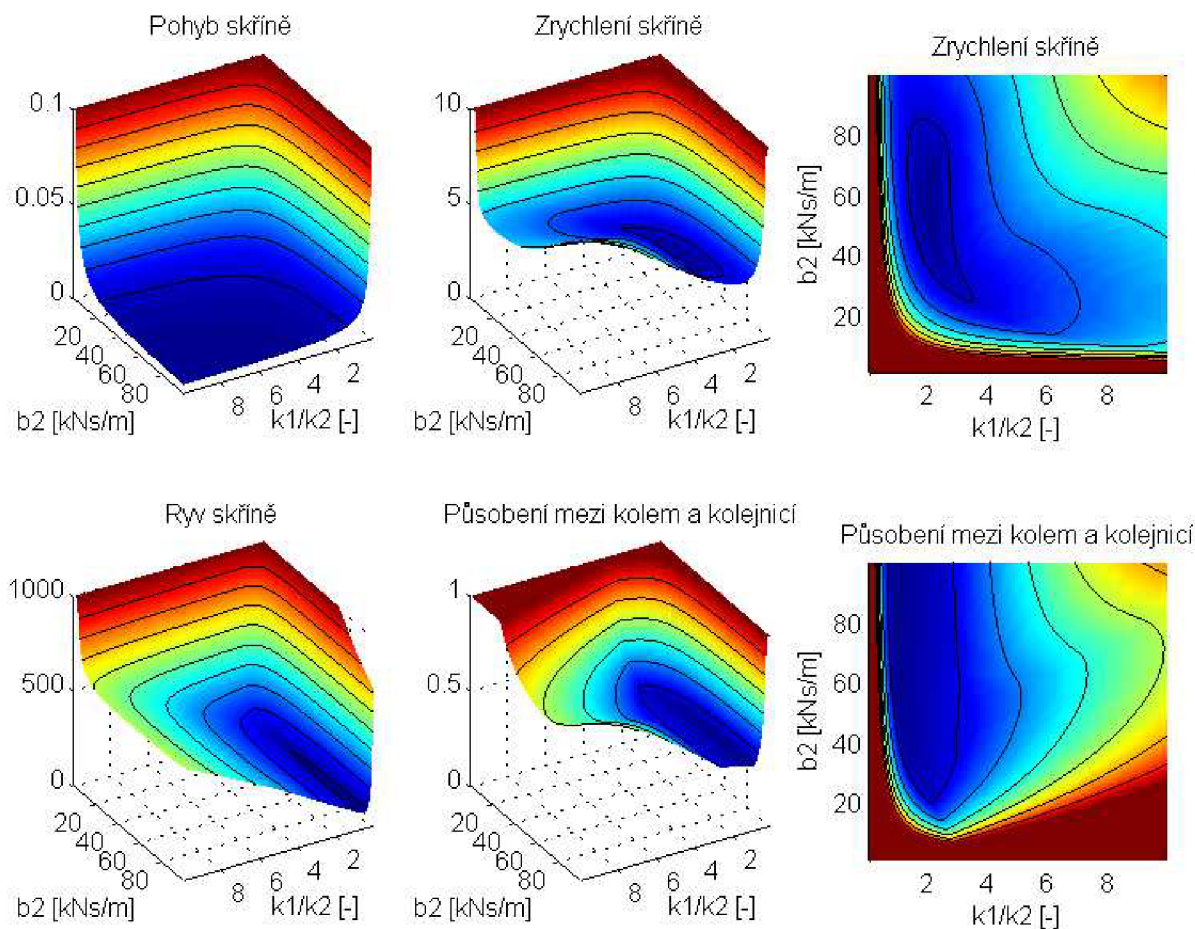 Pohyb skříně
0.1
0.05
0
20
40
60
80
b2 [kNs/m]
8
6
4
2
k1/k2 [-]
Zrychlení skříně
10
5
0
20
40
60
80
b2 [kNs/m]
8
6
4
2
k1/k2 [-]
Zrychlení skříně
80
60
40
20
b2 [kNs/m]
2 4 6 8
k1/k2 [-]
Ryv skříně
1000
500
0
20
40
60
80
b2 [kNs/m]
8
6
4
2
k1/k2 [-]
Působení mezi kolem a kolejnicí
1
0.5
0
20
40
60
80
b2 [kNs/m]
8
6
4
2
k1/k2 [-]
Působení mezi kolem a kolejnicí
80
60
40
20
b2 [kNs/m]
2 4 6 8
k1/k2 [-]